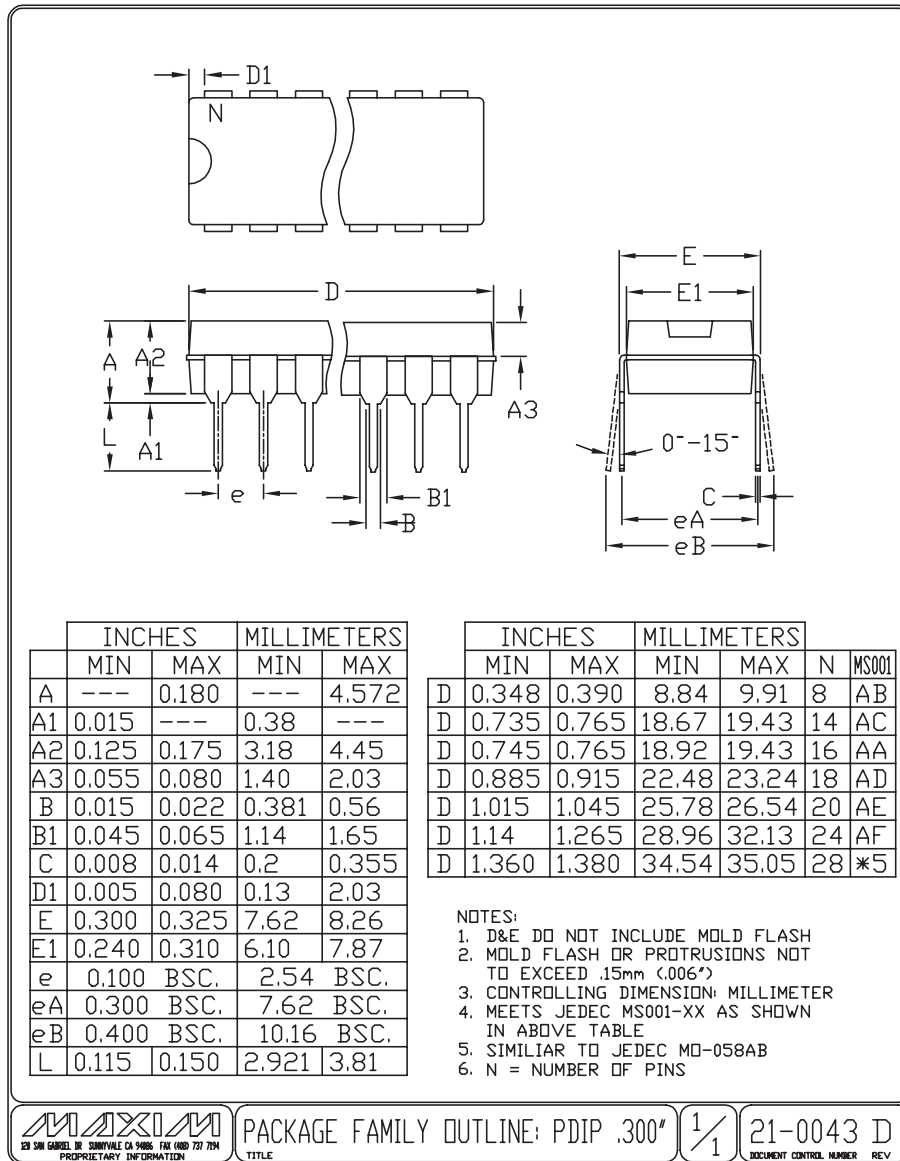 D1
N
D
E
E1
A
A2
A3
L
A1
0°-15°
e
B1
B
C
eA
eB
INCHES MILLIMETERS
MIN MAX MIN MAX
A --- 0.180 --- 4.572
A1 0.015 --- 0.38 ---
A2 0.125 0.175 3.18 4.45
A3 0.055 0.080 1.40 2.03
B 0.015 0.022 0.381 0.56
B1 0.045 0.065 1.14 1.65
C 0.008 0.014 0.2 0.355
D1 0.005 0.080 0.13 2.03
E 0.300 0.325 7.62 8.26
E1 0.240 0.310 6.10 7.87
e 0.100 BSC. 2.54 BSC.
eA 0.300 BSC. 7.62 BSC.
eB 0.400 BSC. 10.16 BSC.
L 0.115 0.150 2.921 3.81
INCHES MILLIMETERS
MIN MAX MIN MAX N MS001
D 0.348 0.390 8.84 9.91 8 AB
D 0.735 0.765 18.67 19.43 14 AC
D 0.745 0.765 18.92 19.43 16 AA
D 0.885 0.915 22.48 23.24 18 AD
D 1.015 1.045 25.78 26.54 20 AE
D 1.14 1.265 28.96 32.13 24 AF
D 1.360 1.380 34.54 35.05 28 *5
NOTES:
1. D&E DO NOT INCLUDE MOLD FLASH
2. MOLD FLASH OR PROTRUSIONS NOT
TO EXCEED .15mm (.006")
3. CONTROLLING DIMENSION: MILLIMETER
4. MEETS JEDEC MS001-XX AS SHOWN
IN ABOVE TABLE
5. SIMILIAR TO JEDEC MO-058AB
6. N = NUMBER OF PINS
MAXIM
120 SAN GABRIEL DR SUNNYVALE CA 94086 FAX (408) 737 7194
PROPRIETARY INFORMATION
PACKAGE FAMILY OUTLINE: PDIP .300"
TITLE
1/1
21-0043 D
DOCUMENT CONTROL NUMBER REV